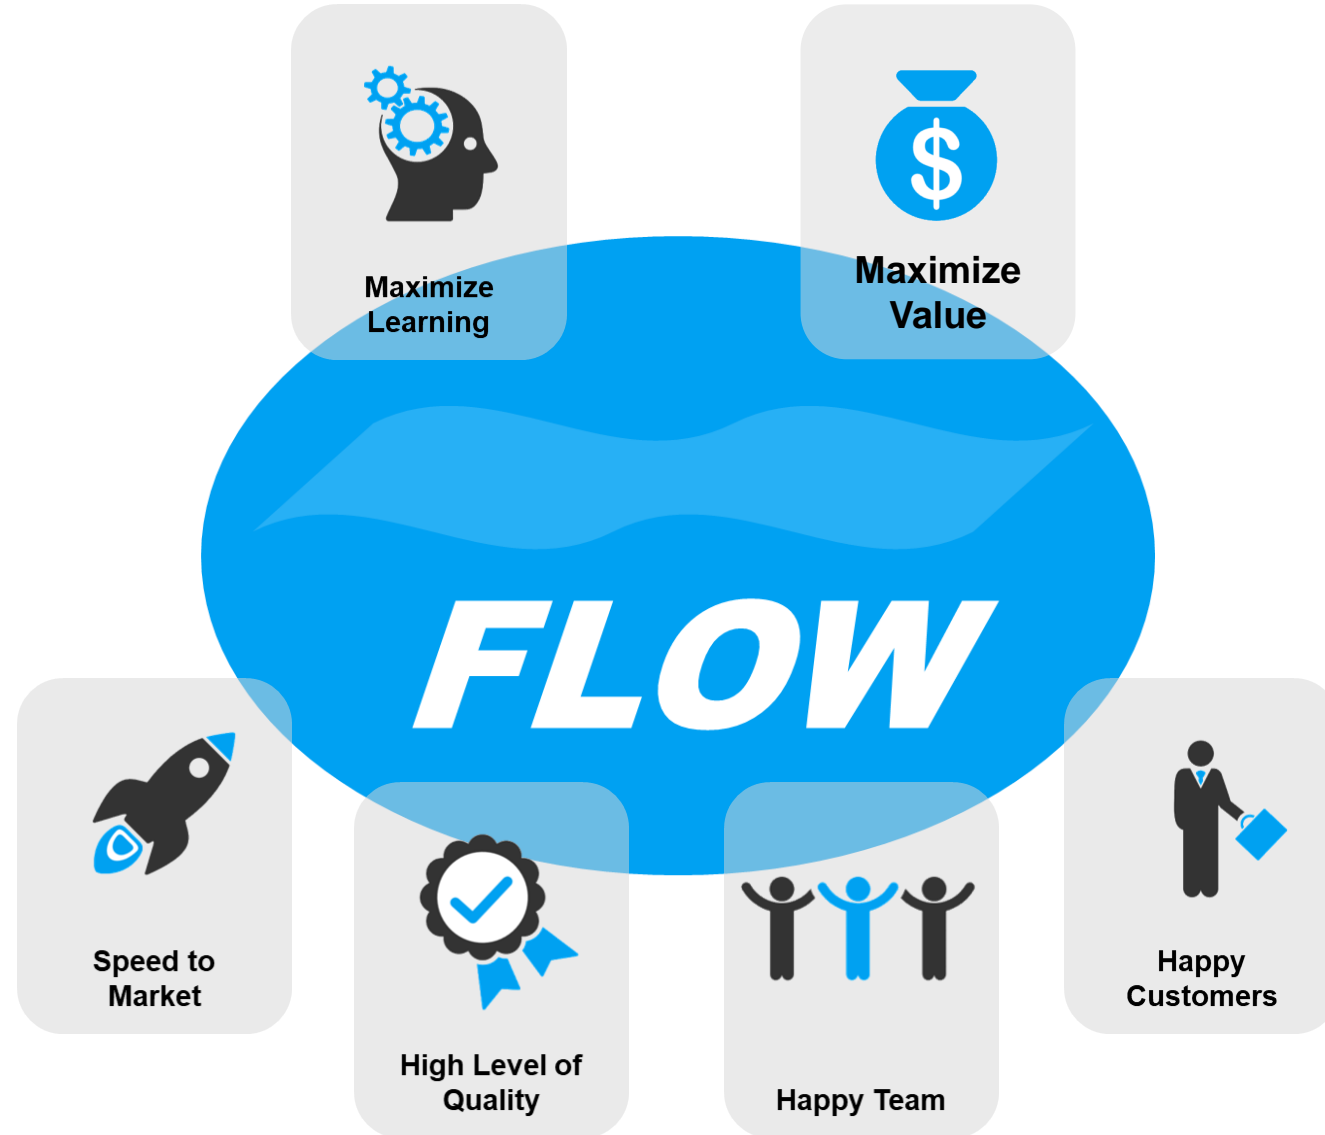 Maximize
Learning
$
Maximize
Value
FLOW
Speed to
Market
High Level of
Quality
Happy Team
Happy
Customers